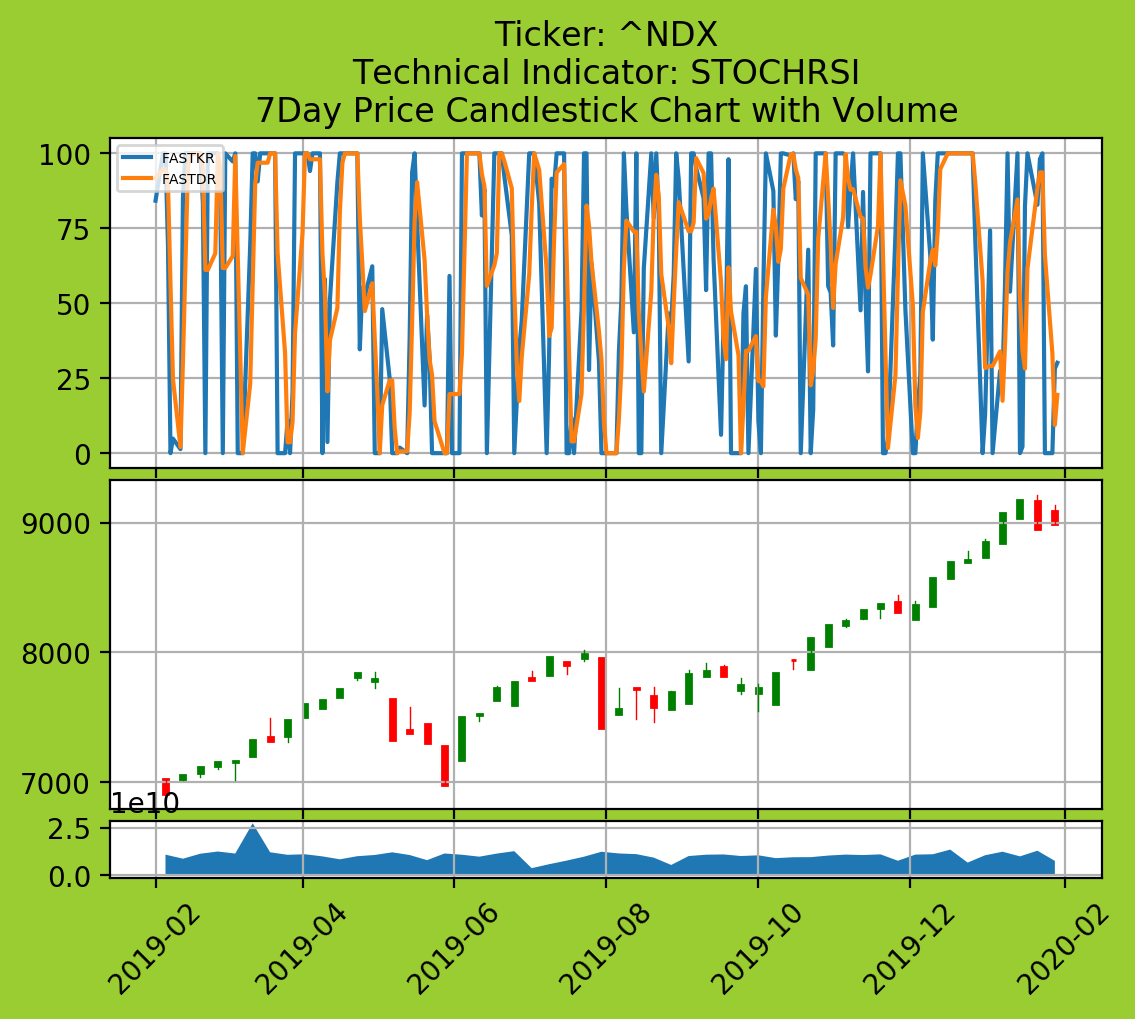 Ticker: ^NDX
Technical Indicator: STOCHRSI
7Day Price Candlestick Chart with Volume
FASTKR
FASTDR
100
75
50
25
0
9000
8000
7000
1e10
2.5
0.0
2019-02
2019-04
2019-06
2019-08
2019-10
2019-12
2020-02